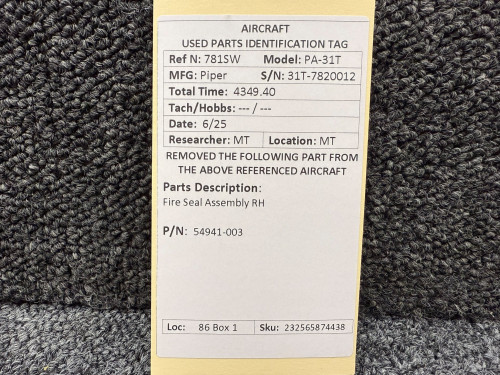 AIRCRAFT
USED PARTS IDENTIFICATION TAG
Ref N: 781SW Model: PA-31T
MFG: Piper S/N: 31T-7820012
Total Time: 4349.40
Tach/Hobbs: --- / ---
Date: 6/25
Researcher: MT Location: MT
REMOVED THE FOLLOWING PART FROM
THE ABOVE REFERENCED AIRCRAFT
Parts Description:
Fire Seal Assembly RH
P/N: 54941-003
Loc: 86 Box 1 Sku: 232565874438